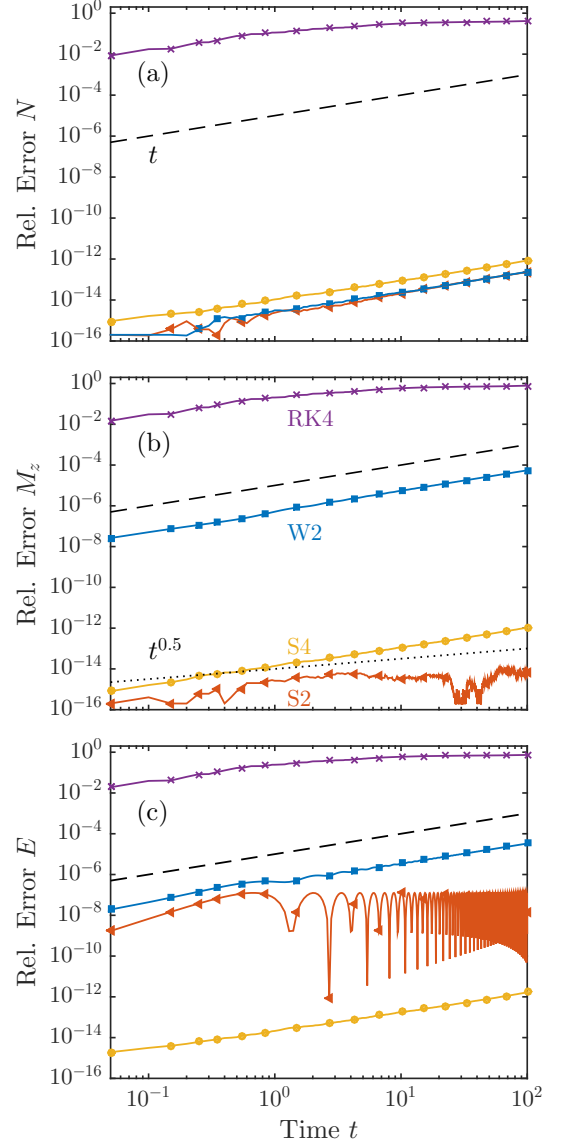 10^0
10^{-2}
10^{-4}
10^{-6}
10^{-8}
10^{-10}
10^{-12}
10^{-14}
10^{-16}
Rel. Error N
(a)
t
10^0
10^{-2}
10^{-4}
10^{-6}
10^{-8}
10^{-10}
10^{-12}
10^{-14}
10^{-16}
Rel. Error M_z
(b)
RK4
W2
t^{0.5}
S4
S2
10^0
10^{-2}
10^{-4}
10^{-6}
10^{-8}
10^{-10}
10^{-12}
10^{-14}
10^{-16}
Rel. Error E
(c)
10^{-1}
10^0
10^1
10^2
Time t